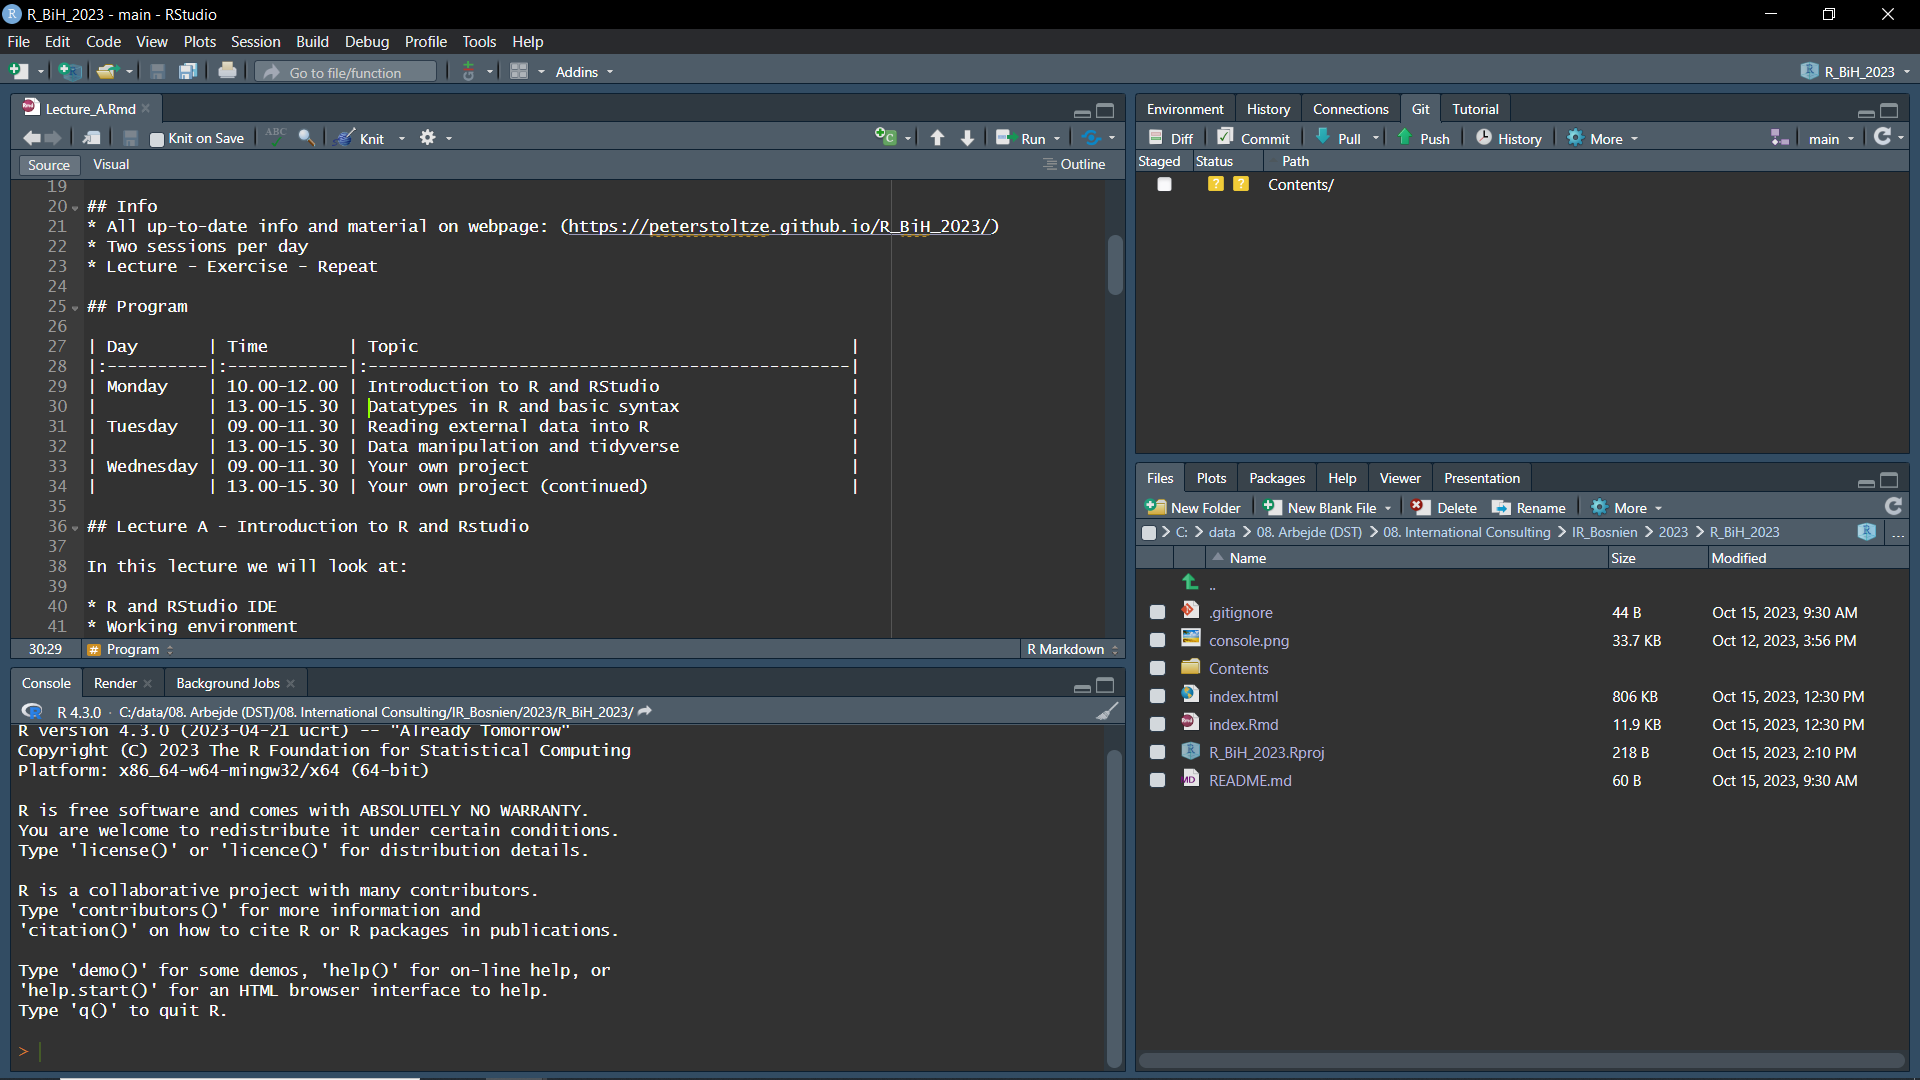 R_BiH_2023 - main - RStudio
File Edit Code View Plots Session Build Debug Profile Tools Help
Go to file/function Addins R_BiH_2023
Lecture_A.Rmd
Knit on Save ABC Knit Run
Source Visual Outline
19
20 ## Info
21 * All up-to-date info and material on webpage: (https://peterstoltze.github.io/R_BiH_2023/)
22 * Two sessions per day
23 * Lecture - Exercise - Repeat
24
25 ## Program
26
27 | Day | Time | Topic |
28 |:----------|:------------|:------------------------------------------------|
29 | Monday | 10.00-12.00 | Introduction to R and RStudio |
30 | | 13.00-15.30 | Datatypes in R and basic syntax |
31 | Tuesday | 09.00-11.30 | Reading external data into R |
32 | | 13.00-15.30 | Data manipulation and tidyverse |
33 | Wednesday | 09.00-11.30 | Your own project |
34 | | 13.00-15.30 | Your own project (continued) |
35
36 ## Lecture A - Introduction to R and Rstudio
37
38 In this lecture we will look at:
39
40 * R and RStudio IDE
41 * Working environment
30:29 # Program R Markdown
Console Render Background Jobs
R 4.3.0 · C:/data/08. Arbejde (DST)/08. International Consulting/IR_Bosnien/2023/R_BiH_2023/
R version 4.3.0 (2023-04-21 ucrt) -- "Already Tomorrow"
Copyright (C) 2023 The R Foundation for Statistical Computing
Platform: x86_64-w64-mingw32/x64 (64-bit)
R is free software and comes with ABSOLUTELY NO WARRANTY.
You are welcome to redistribute it under certain conditions.
Type 'license()' or 'licence()' for distribution details.
R is a collaborative project with many contributors.
Type 'contributors()' for more information and
'citation()' on how to cite R or R packages in publications.
Type 'demo()' for some demos, 'help()' for on-line help, or
'help.start()' for an HTML browser interface to help.
Type 'q()' to quit R.
>
Environment History Connections Git Tutorial
Diff Commit Pull Push History More main
Staged Status Path
? ? Contents/
Files Plots Packages Help Viewer Presentation
New Folder New Blank File Delete Rename More
C: > data > 08. Arbejde (DST) > 08. International Consulting > IR_Bosnien > 2023 > R_BiH_2023 ...
Name Size Modified
..
.gitignore 44 B Oct 15, 2023, 9:30 AM
console.png 33.7 KB Oct 12, 2023, 3:56 PM
Contents
index.html 806 KB Oct 15, 2023, 12:30 PM
index.Rmd 11.9 KB Oct 15, 2023, 12:30 PM
R_BiH_2023.Rproj 218 B Oct 15, 2023, 2:10 PM
README.md 60 B Oct 15, 2023, 9:30 AM